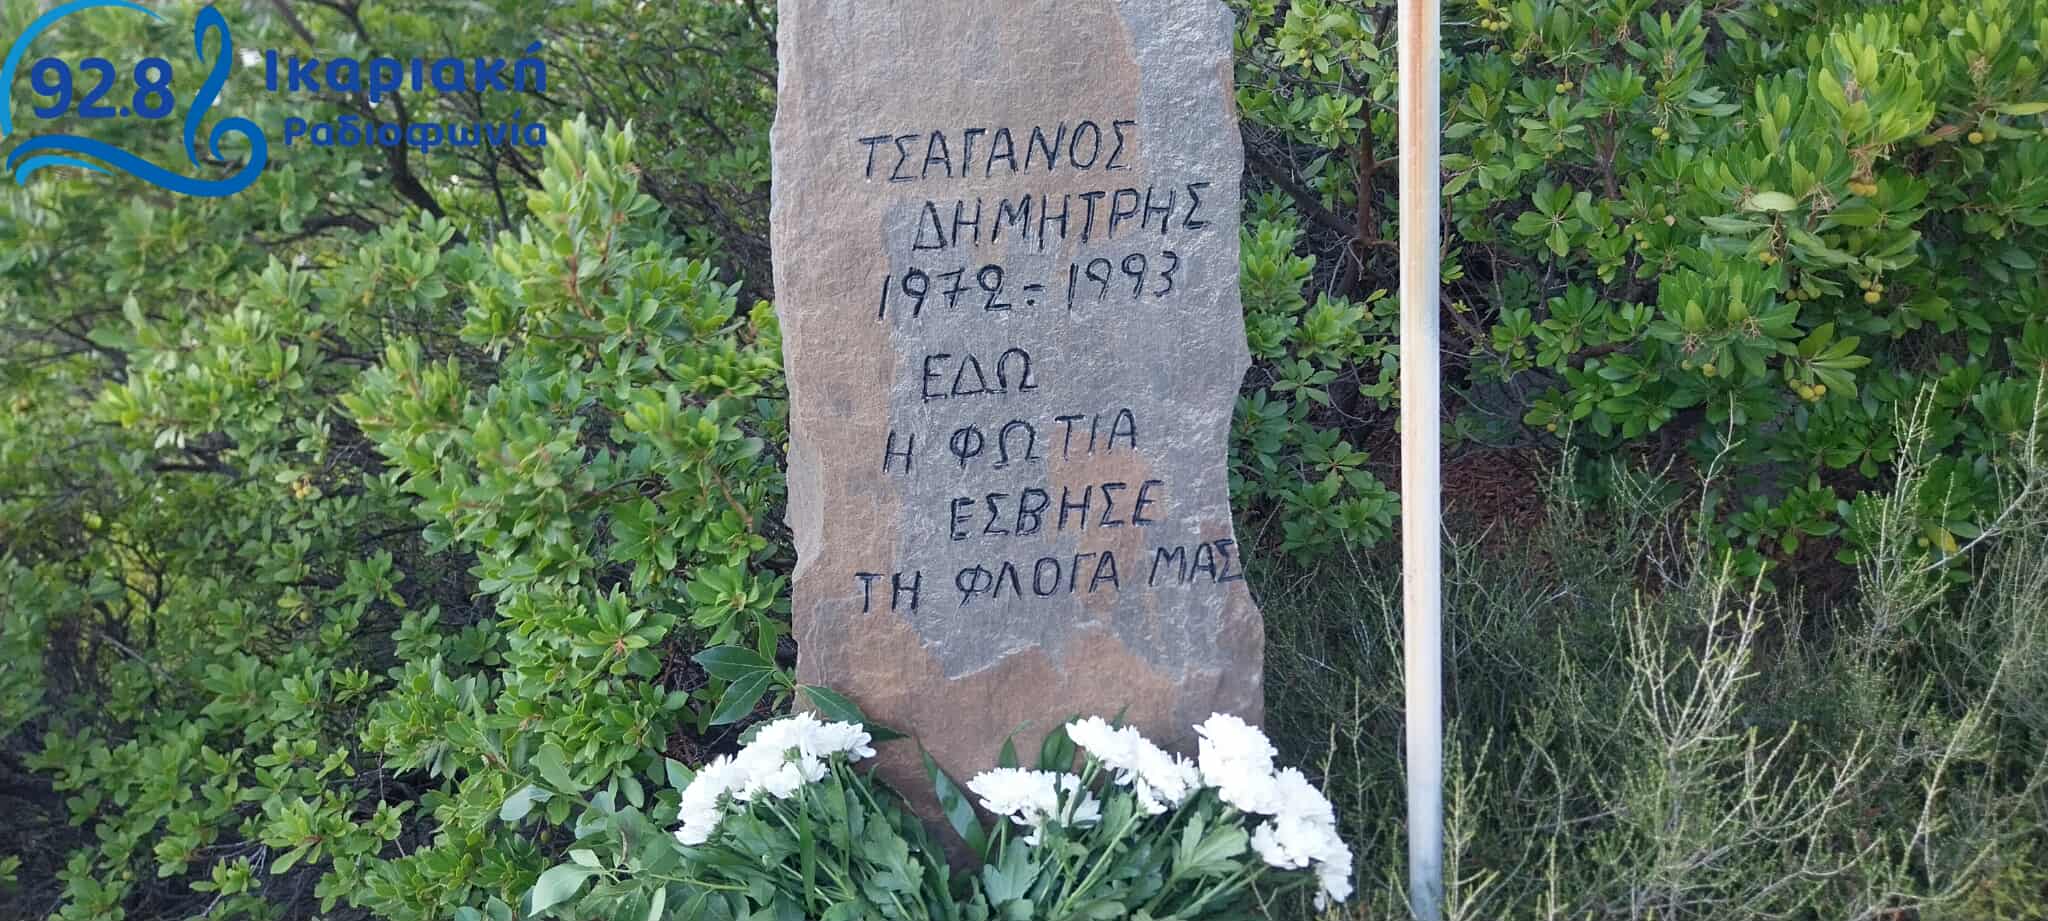 92.8 Ικαριακή
Ραδιοφωνία
ΤΣΑΓΑΝΟΣ
ΔΗΜΗΤΡΗΣ
1972-1993
ΕΔΩ
Η ΦΩΤΙΑ
ΕΣΒΗΣΕ
ΤΗ ΦΛΟΓΑ ΜΑΣ